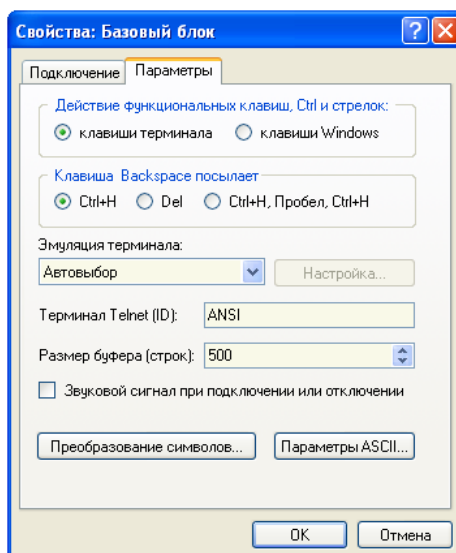 Свойства: Базовый блок
Подключение Параметры
Действие функциональных клавиш, Ctrl и стрелок:
клавиши терминала клавиши Windows
Клавиша Backspace посылает
Ctrl+H Del Ctrl+H, Пробел, Ctrl+H
Эмуляция терминала:
Автовыбор Настройка...
Терминал Telnet (ID): ANSI
Размер буфера (строк): 500
Звуковой сигнал при подключении или отключении
Преобразование символов... Параметры ASCII...
OK Отмена